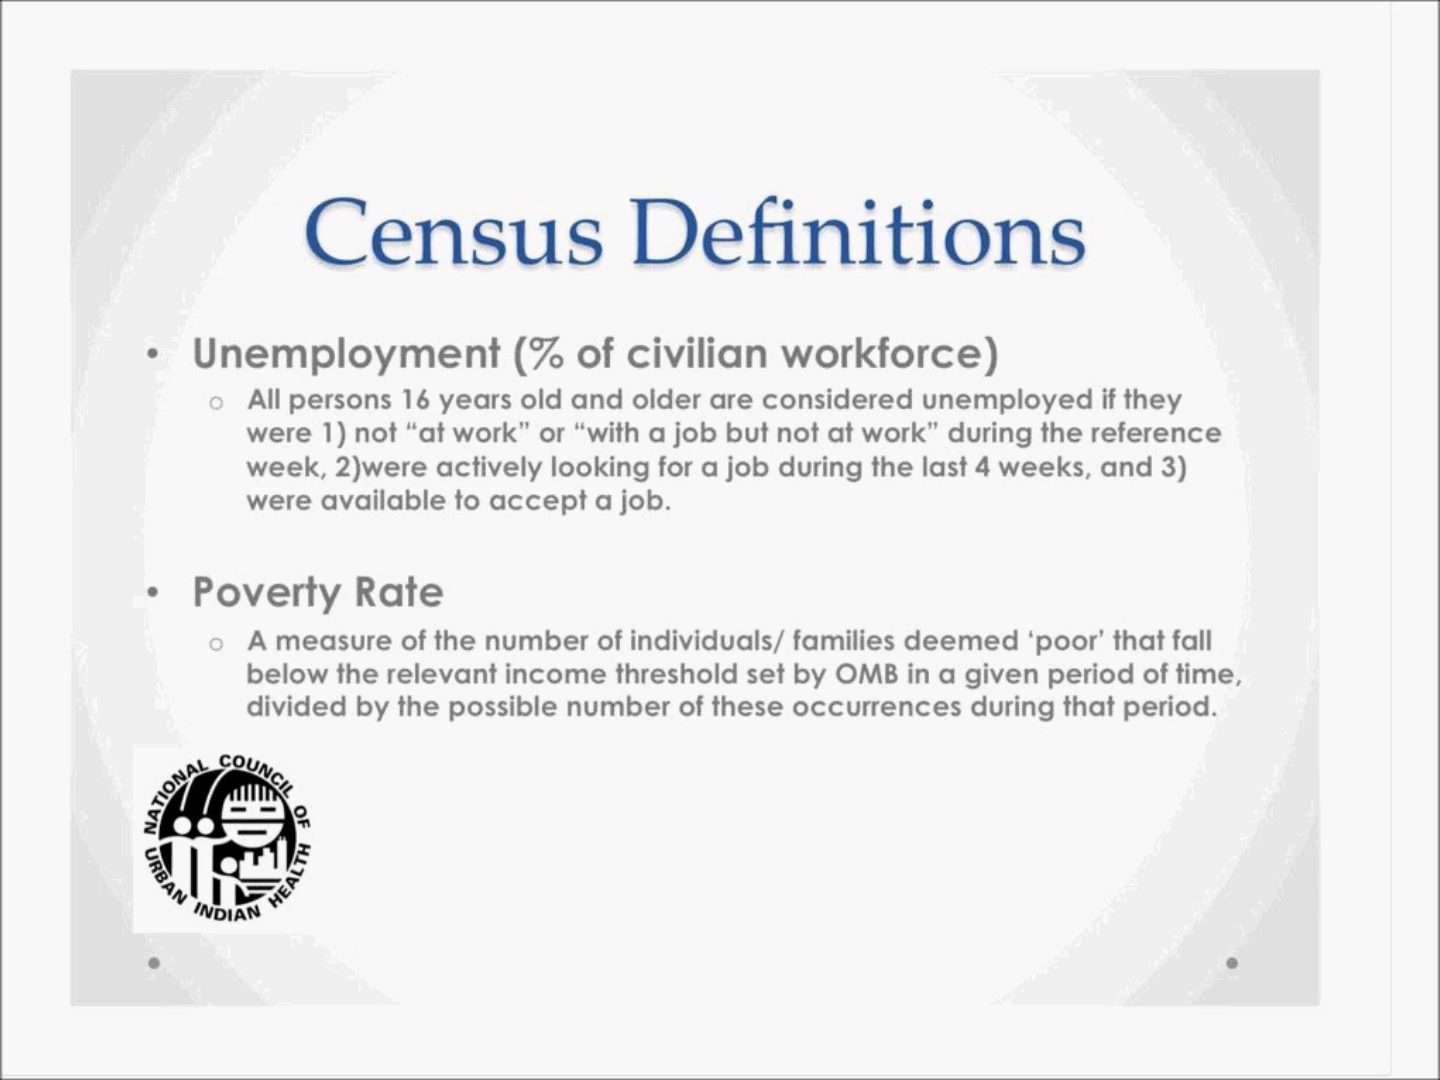 Census Definitions
• Unemployment (% of civilian workforce)
o All persons 16 years old and older are considered unemployed if they
were 1) not “at work” or “with a job but not at work” during the reference
week, 2)were actively looking for a job during the last 4 weeks, and 3)
were available to accept a job.
• Poverty Rate
o A measure of the number of individuals/ families deemed ‘poor’ that fall
below the relevant income threshold set by OMB in a given period of time,
divided by the possible number of these occurrences during that period.
NATIONAL COUNCIL OF
URBAN INDIAN HEALTH